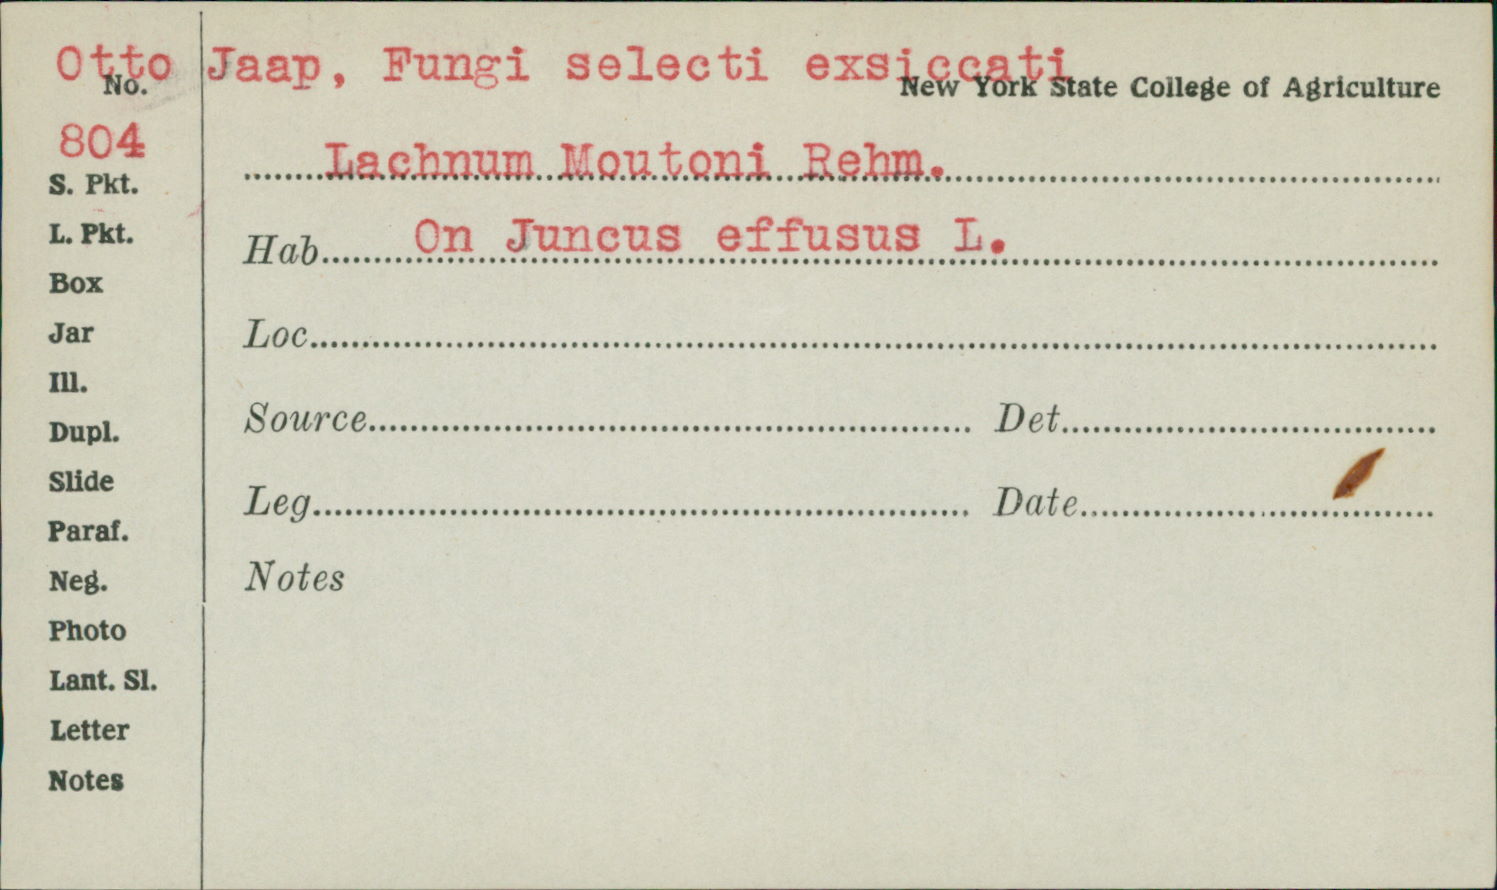 Otto Jaap, Fungi selecti exsiccati
No.
New York State College of Agriculture
804
Lachnum Moutoni Rehm.
S. Pkt.
L. Pkt.
Hab. On Juncus effusus L.
Box
Jar
Loc.
Ill.
Dupl.
Source
Det.
Slide
Leg.
Date
Paraf.
Neg.
Notes
Photo
Lant. Sl.
Letter
Notes